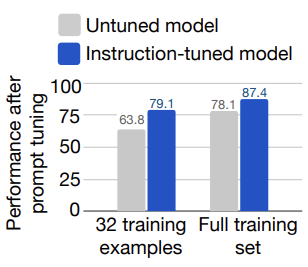 Untuned model
Instruction-tuned model
Performance after
prompt tuning
100
75
50
25
0
63.8
79.1
78.1
87.4
32 training
examples
Full training
set